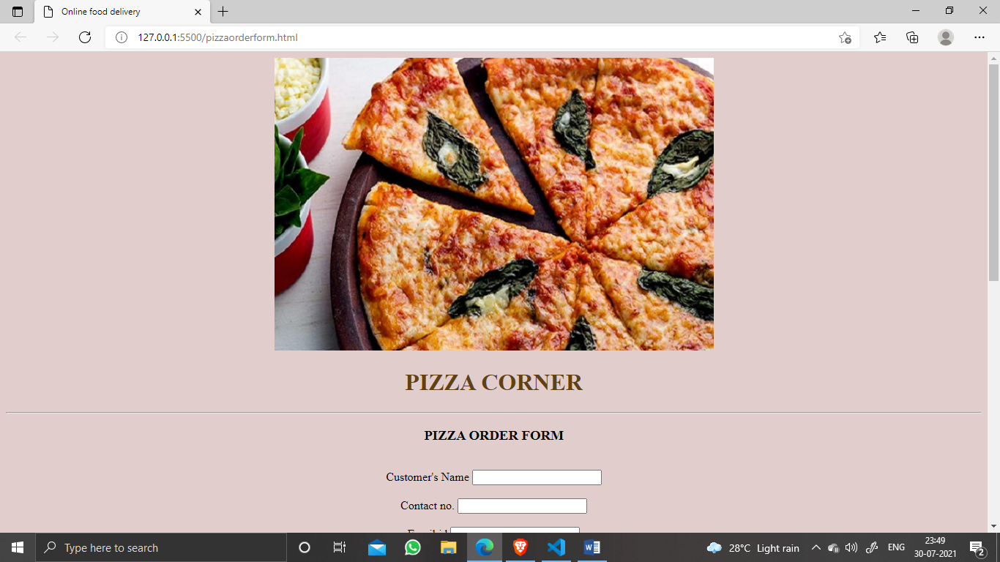 Online food delivery
127.0.0.1:5500/pizzaorderform.html
PIZZA CORNER
PIZZA ORDER FORM
Customer's Name
Contact no.
Type here to search
28°C Light rain
ENG
23:49
30-07-2021
2